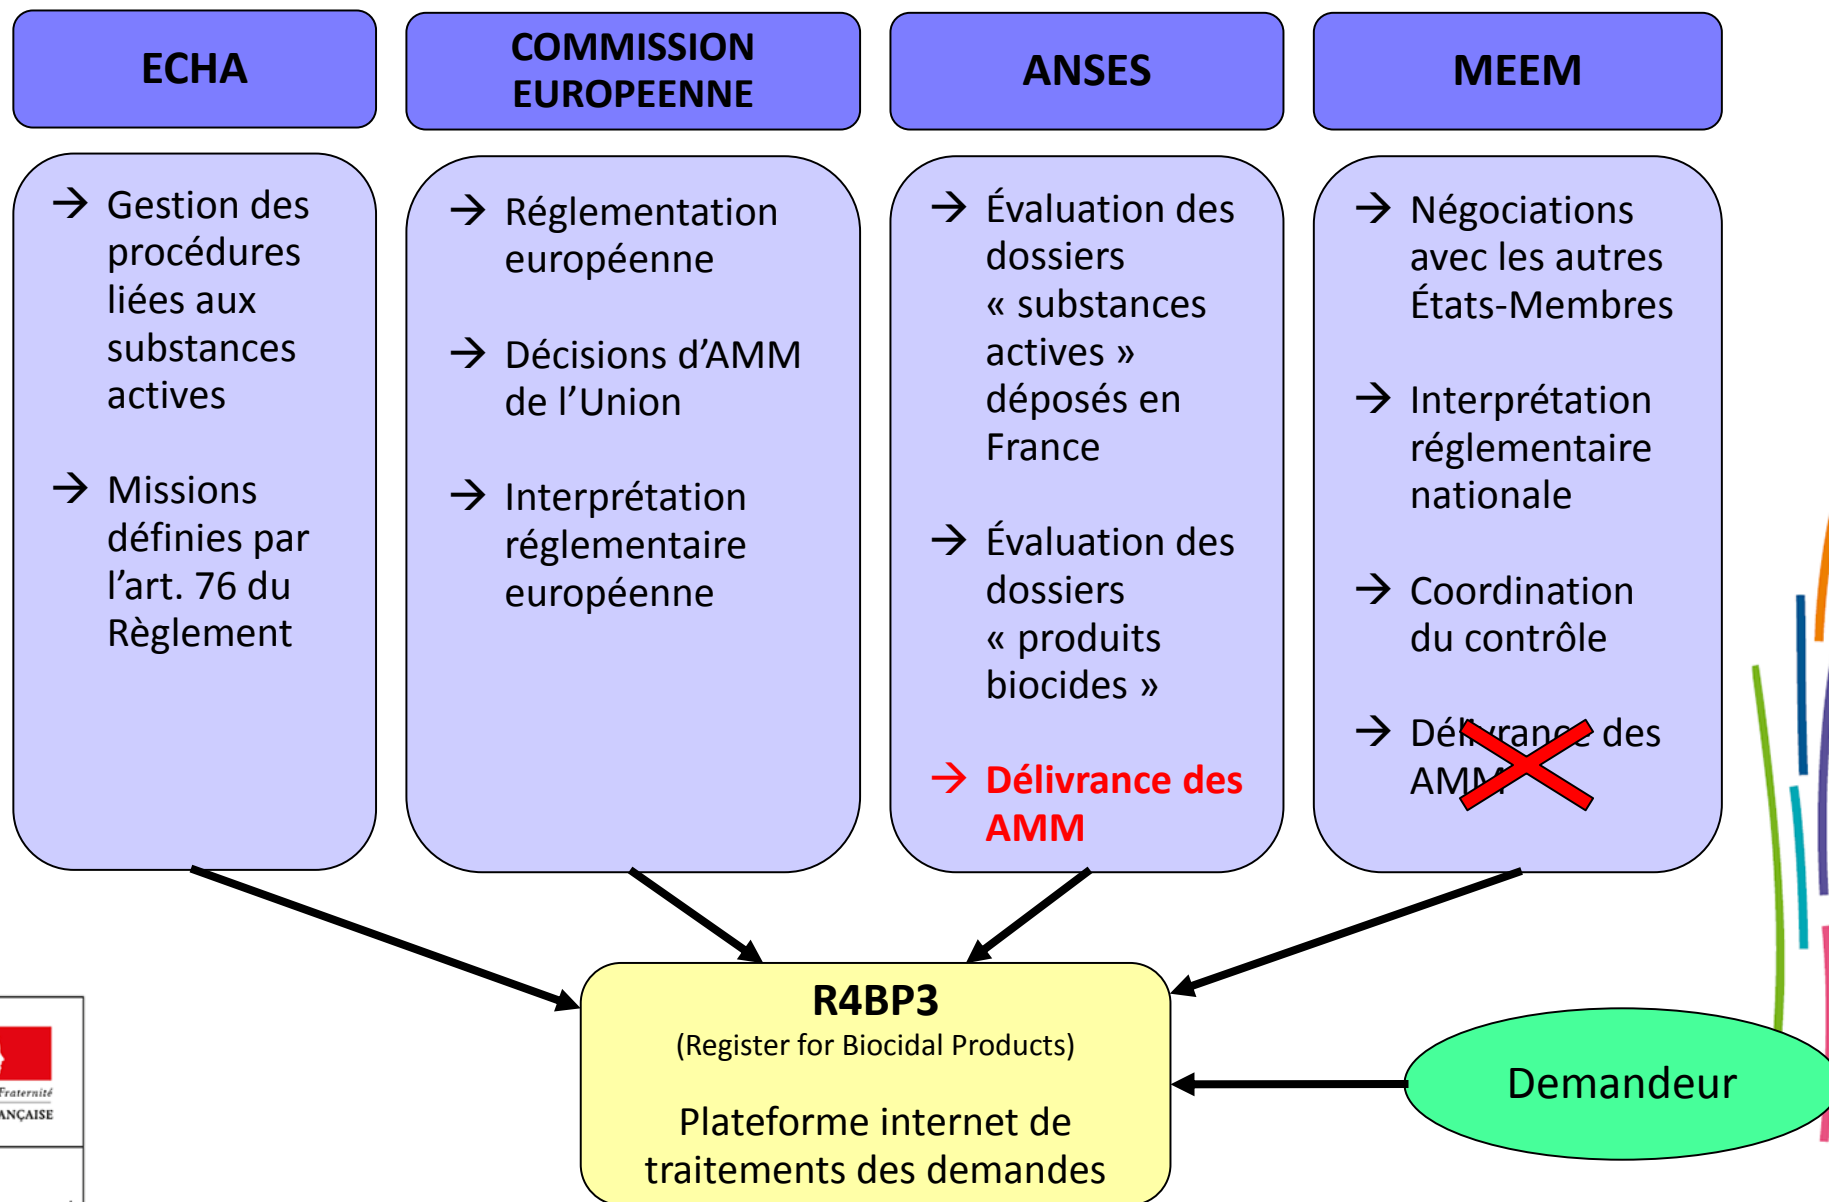 ECHA
COMMISSION
EUROPEENNE
ANSES
MEEM
→ Gestion des
procédures
liées aux
substances
actives
→ Missions
définies par
l’art. 76 du
Règlement
→ Réglementation
européenne
→ Décisions d’AMM
de l’Union
→ Interprétation
réglementaire
européenne
→ Évaluation des
dossiers
« substances
actives »
déposés en
France
→ Évaluation des
dossiers
« produits
biocides »
→ Délivrance des
AMM
→ Négociations
avec les autres
États-Membres
→ Interprétation
réglementaire
nationale
→ Coordination
du contrôle
→ Délivrance des
AMM
R4BP3
(Register for Biocidal Products)
Plateforme internet de
traitements des demandes
Demandeur
Fraternité
ANÇAISE